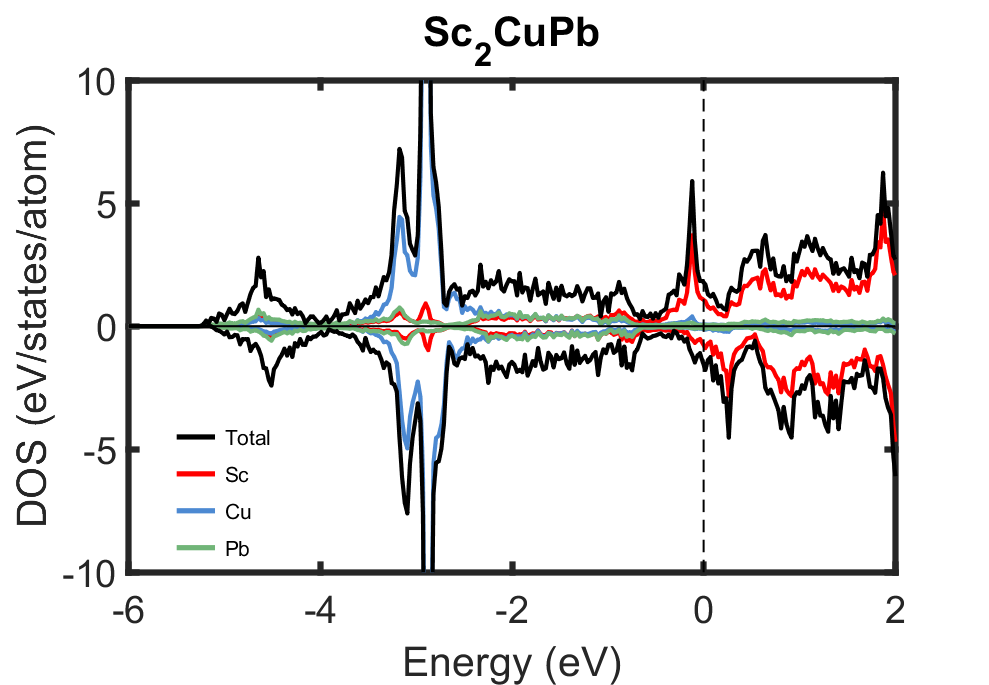 Sc₂CuPb
10
5
0
-5
-10
DOS (eV/states/atom)
Total
Sc
Cu
Pb
-6 -4 -2 0 2
Energy (eV)